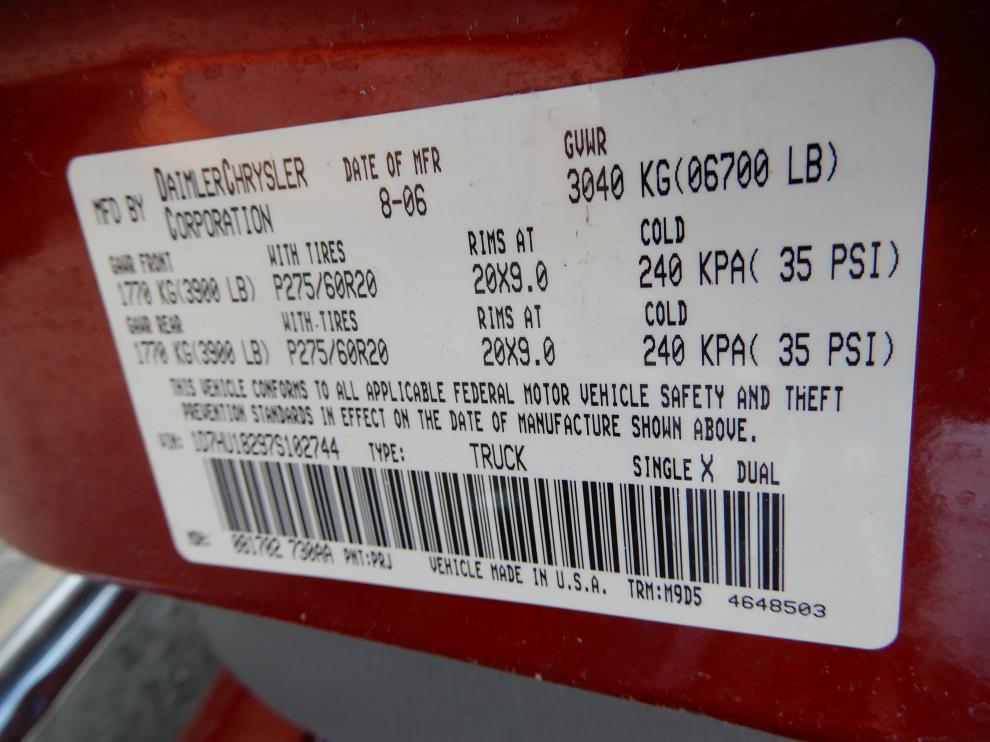 MFD BY DAIMLERCHRYSLER CORPORATION
DATE OF MFR
8-06
GVWR
3040 KG(06700 LB)
GAWR FRONT WITH TIRES RIMS AT COLD
1770 KG(3900 LB) P275/60R20 20X9.0 240 KPA( 35 PSI)
GAWR REAR WITH-TIRES RIMS AT COLD
1770 KG(3900 LB) P275/60R20 20X9.0 240 KPA( 35 PSI)
THIS VEHICLE CONFORMS TO ALL APPLICABLE FEDERAL MOTOR VEHICLE SAFETY AND THEFT
PREVENTION STANDARDS IN EFFECT ON THE DATE OF MANUFACTURE SHOWN ABOVE.
VIN: 1D7HU18297S102744 TYPE: TRUCK SINGLE X DUAL
MDH: 081702 730AA PNT:PRJ VEHICLE MADE IN U.S.A. TRM:M9D5 4648503